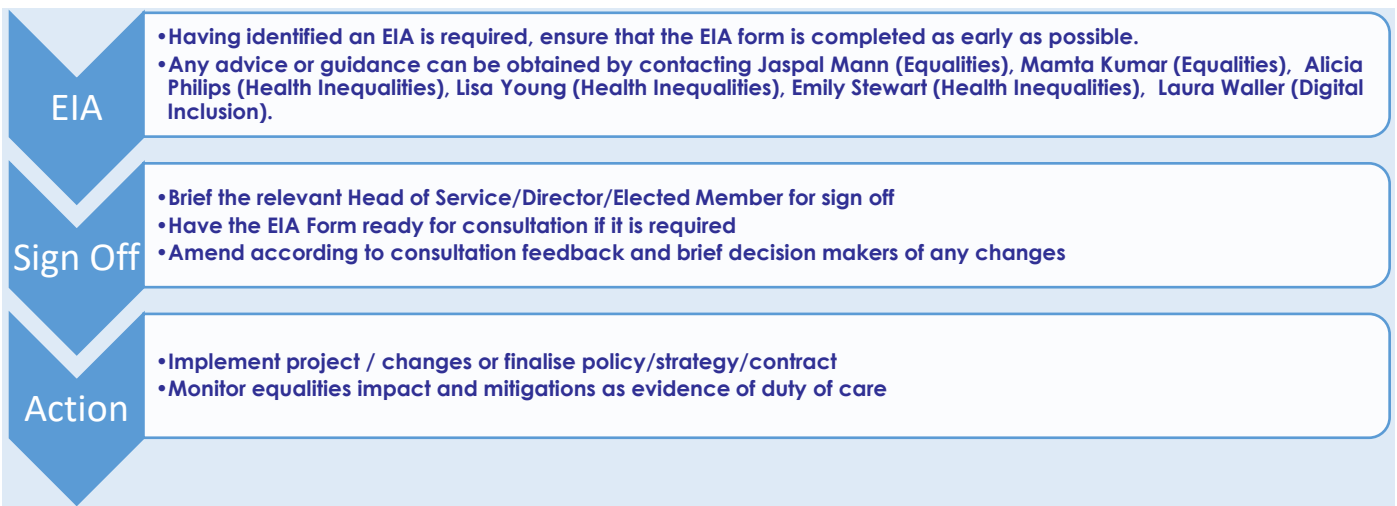 EIA
•Having identified an EIA is required, ensure that the EIA form is completed as early as possible.
•Any advice or guidance can be obtained by contacting Jaspal Mann (Equalities), Mamta Kumar (Equalities), Alicia
Philips (Health Inequalities), Lisa Young (Health Inequalities), Emily Stewart (Health Inequalities), Laura Waller (Digital
Inclusion).
Sign Off
•Brief the relevant Head of Service/Director/Elected Member for sign off
•Have the EIA Form ready for consultation if it is required
•Amend according to consultation feedback and brief decision makers of any changes
Action
•Implement project / changes or finalise policy/strategy/contract
•Monitor equalities impact and mitigations as evidence of duty of care